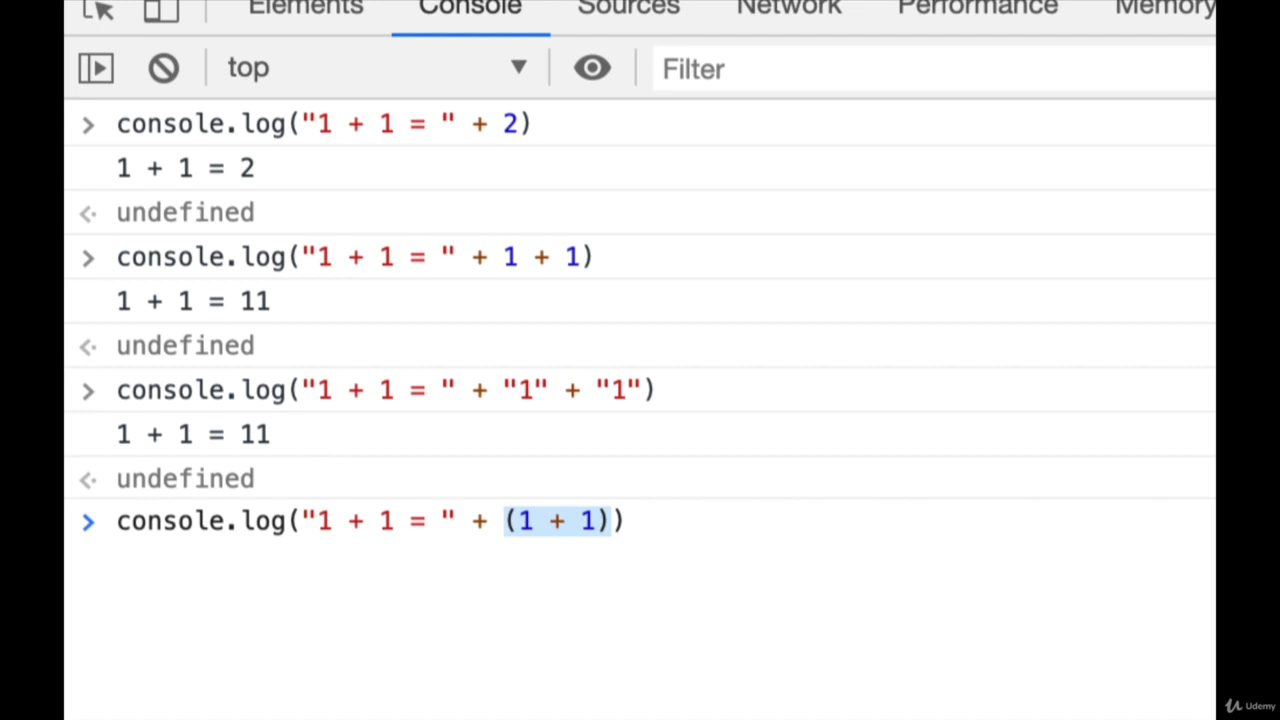 Elements Console Sources Network Performance Memory
top ▼ Filter
> console.log("1 + 1 = " + 2)
1 + 1 = 2
<· undefined
> console.log("1 + 1 = " + 1 + 1)
1 + 1 = 11
<· undefined
> console.log("1 + 1 = " + "1" + "1")
1 + 1 = 11
<· undefined
> console.log("1 + 1 = " + (1 + 1))
Udemy